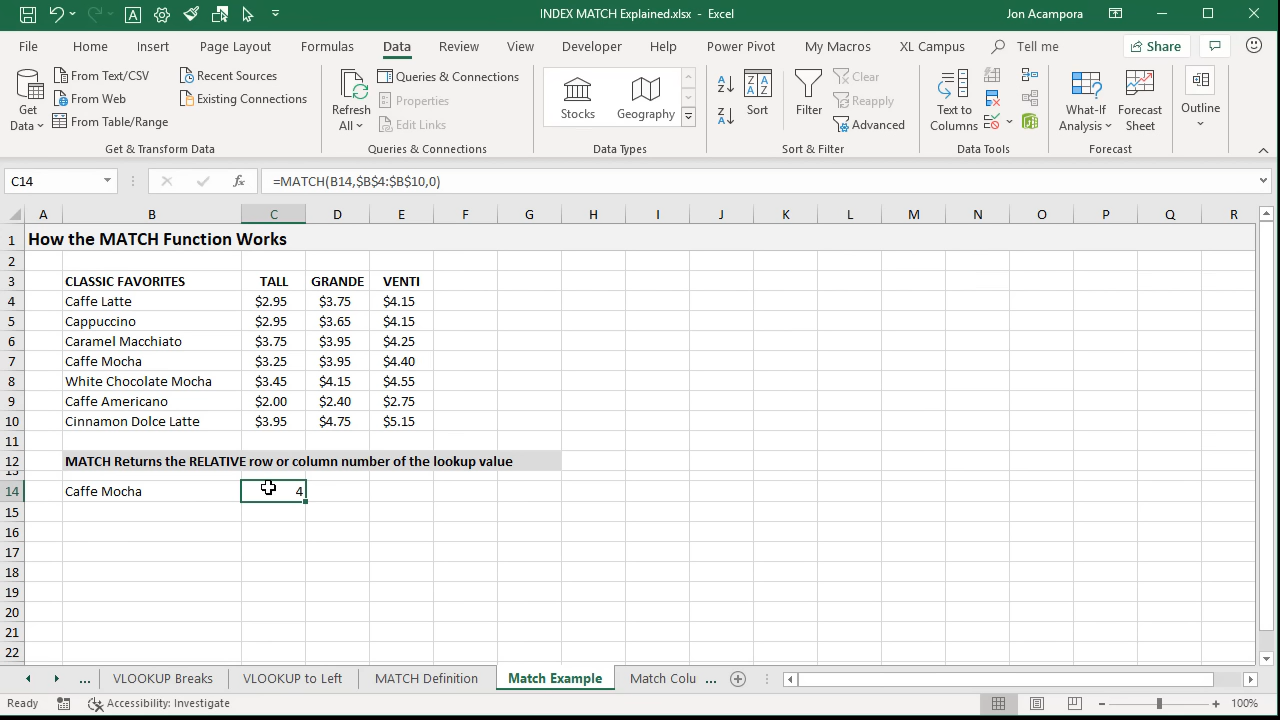 INDEX MATCH Explained.xlsx - Excel
Jon Acampora
File Home Insert Page Layout Formulas Data Review View Developer Help Power Pivot My Macros XL Campus Tell me Share
Get Data
From Text/CSV
From Web
From Table/Range
Recent Sources
Existing Connections
Get & Transform Data
Refresh All
Queries & Connections
Properties
Edit Links
Queries & Connections
Stocks
Geography
Data Types
Sort
Filter
Clear
Reapply
Advanced
Sort & Filter
Text to Columns
Data Tools
What-if Analysis
Forecast Sheet
Forecast
Outline
C14 fx =MATCH(B14,$B$4:$B$10,0)
A B C D E F G H I J K L M N O P Q R
1 How the MATCH Function Works
2
3 CLASSIC FAVORITES TALL GRANDE VENTI
4 Caffe Latte $2.95 $3.75 $4.15
5 Cappuccino $2.95 $3.65 $4.15
6 Caramel Macchiato $3.75 $3.95 $4.25
7 Caffe Mocha $3.25 $3.95 $4.40
8 White Chocolate Mocha $3.45 $4.15 $4.55
9 Caffe Americano $2.00 $2.40 $2.75
10 Cinnamon Dolce Latte $3.95 $4.75 $5.15
11
12 MATCH Returns the RELATIVE row or column number of the lookup value
13
14 Caffe Mocha 4
15
16
17
18
19
20
21
22
... VLOOKUP Breaks VLOOKUP to Left MATCH Definition Match Example Match Colu ...
Ready Accessibility: Investigate 100%